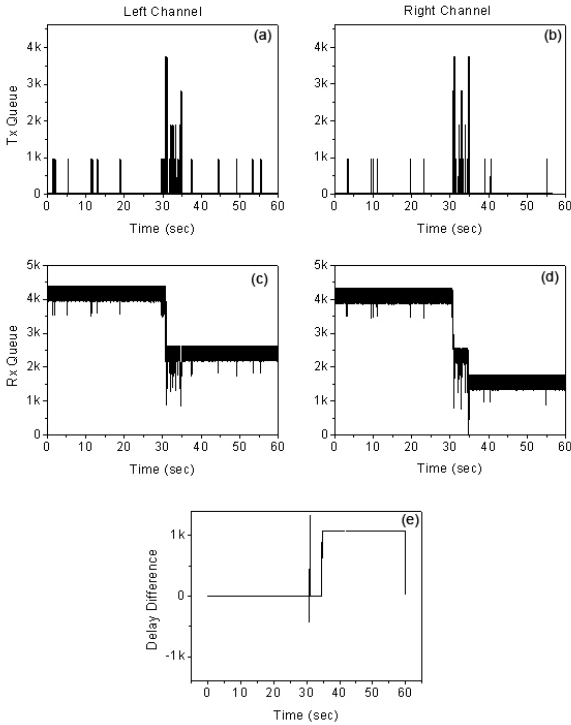 Left Channel
Right Channel
(a)
(b)
Tx Queue
4k
3k
2k
1k
0
4k
3k
2k
1k
0
0 10 20 30 40 50 60
0 10 20 30 40 50 60
Time (sec)
Time (sec)
(c)
(d)
Rx Queue
5k
4k
3k
2k
1k
0
5k
4k
3k
2k
1k
0
0 10 20 30 40 50 60
0 10 20 30 40 50 60
Time (sec)
Time (sec)
(e)
Delay Difference
1k
0
-1k
0 10 20 30 40 50 60
Time (sec)